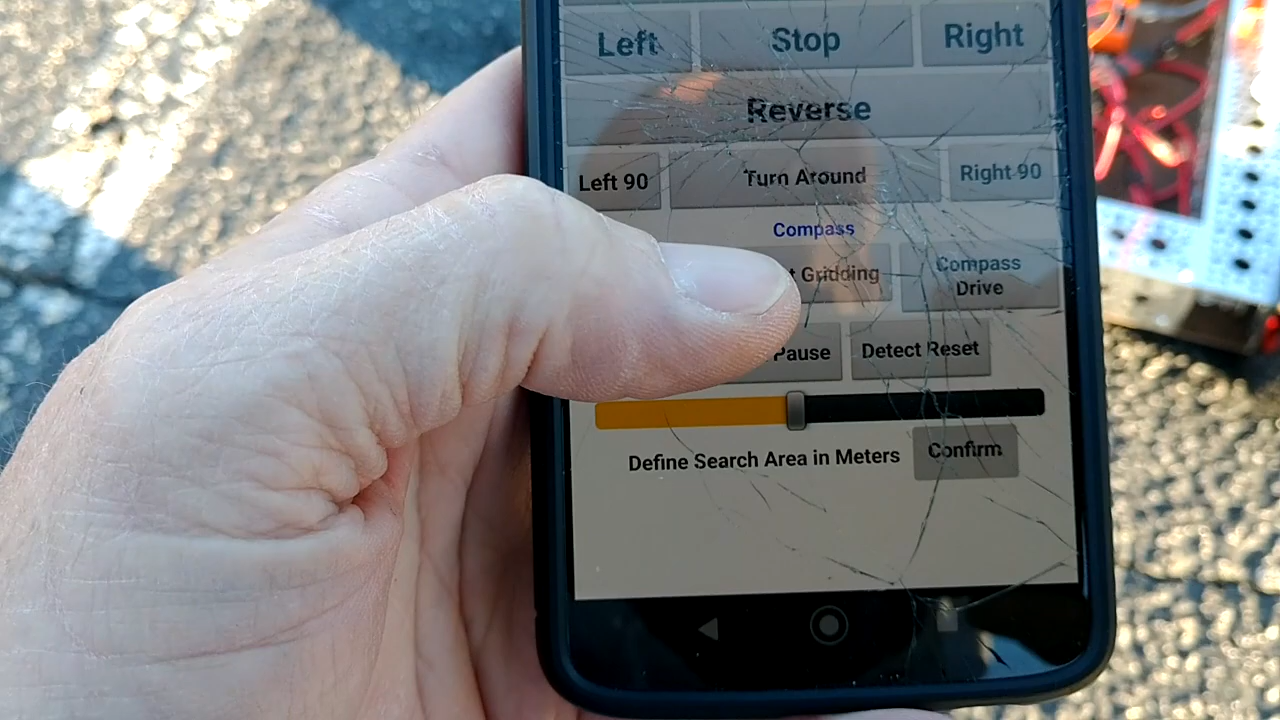 Left Stop Right
Reverse
Left 90 Turn Around Right 90
Compass
Gridding Compass
Drive
Pause Detect Reset
Define Search Area in Meters Confirm